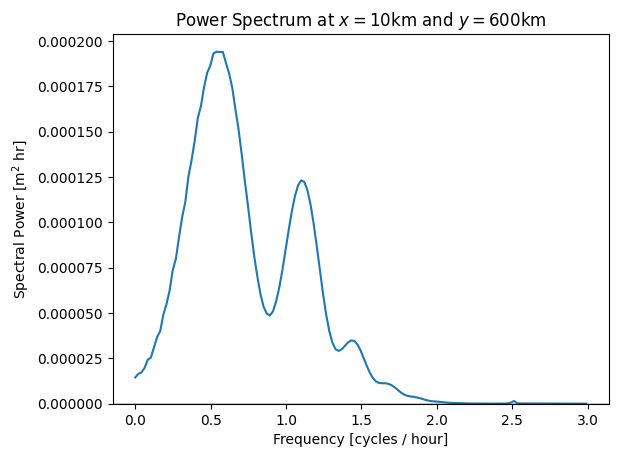 Power Spectrum at x = 10km and y = 600km
0.000200
0.000175
0.000150
0.000125
0.000100
0.000075
0.000050
0.000025
0.000000
Spectral Power [m² hr]
0.0 0.5 1.0 1.5 2.0 2.5 3.0
Frequency [cycles / hour]